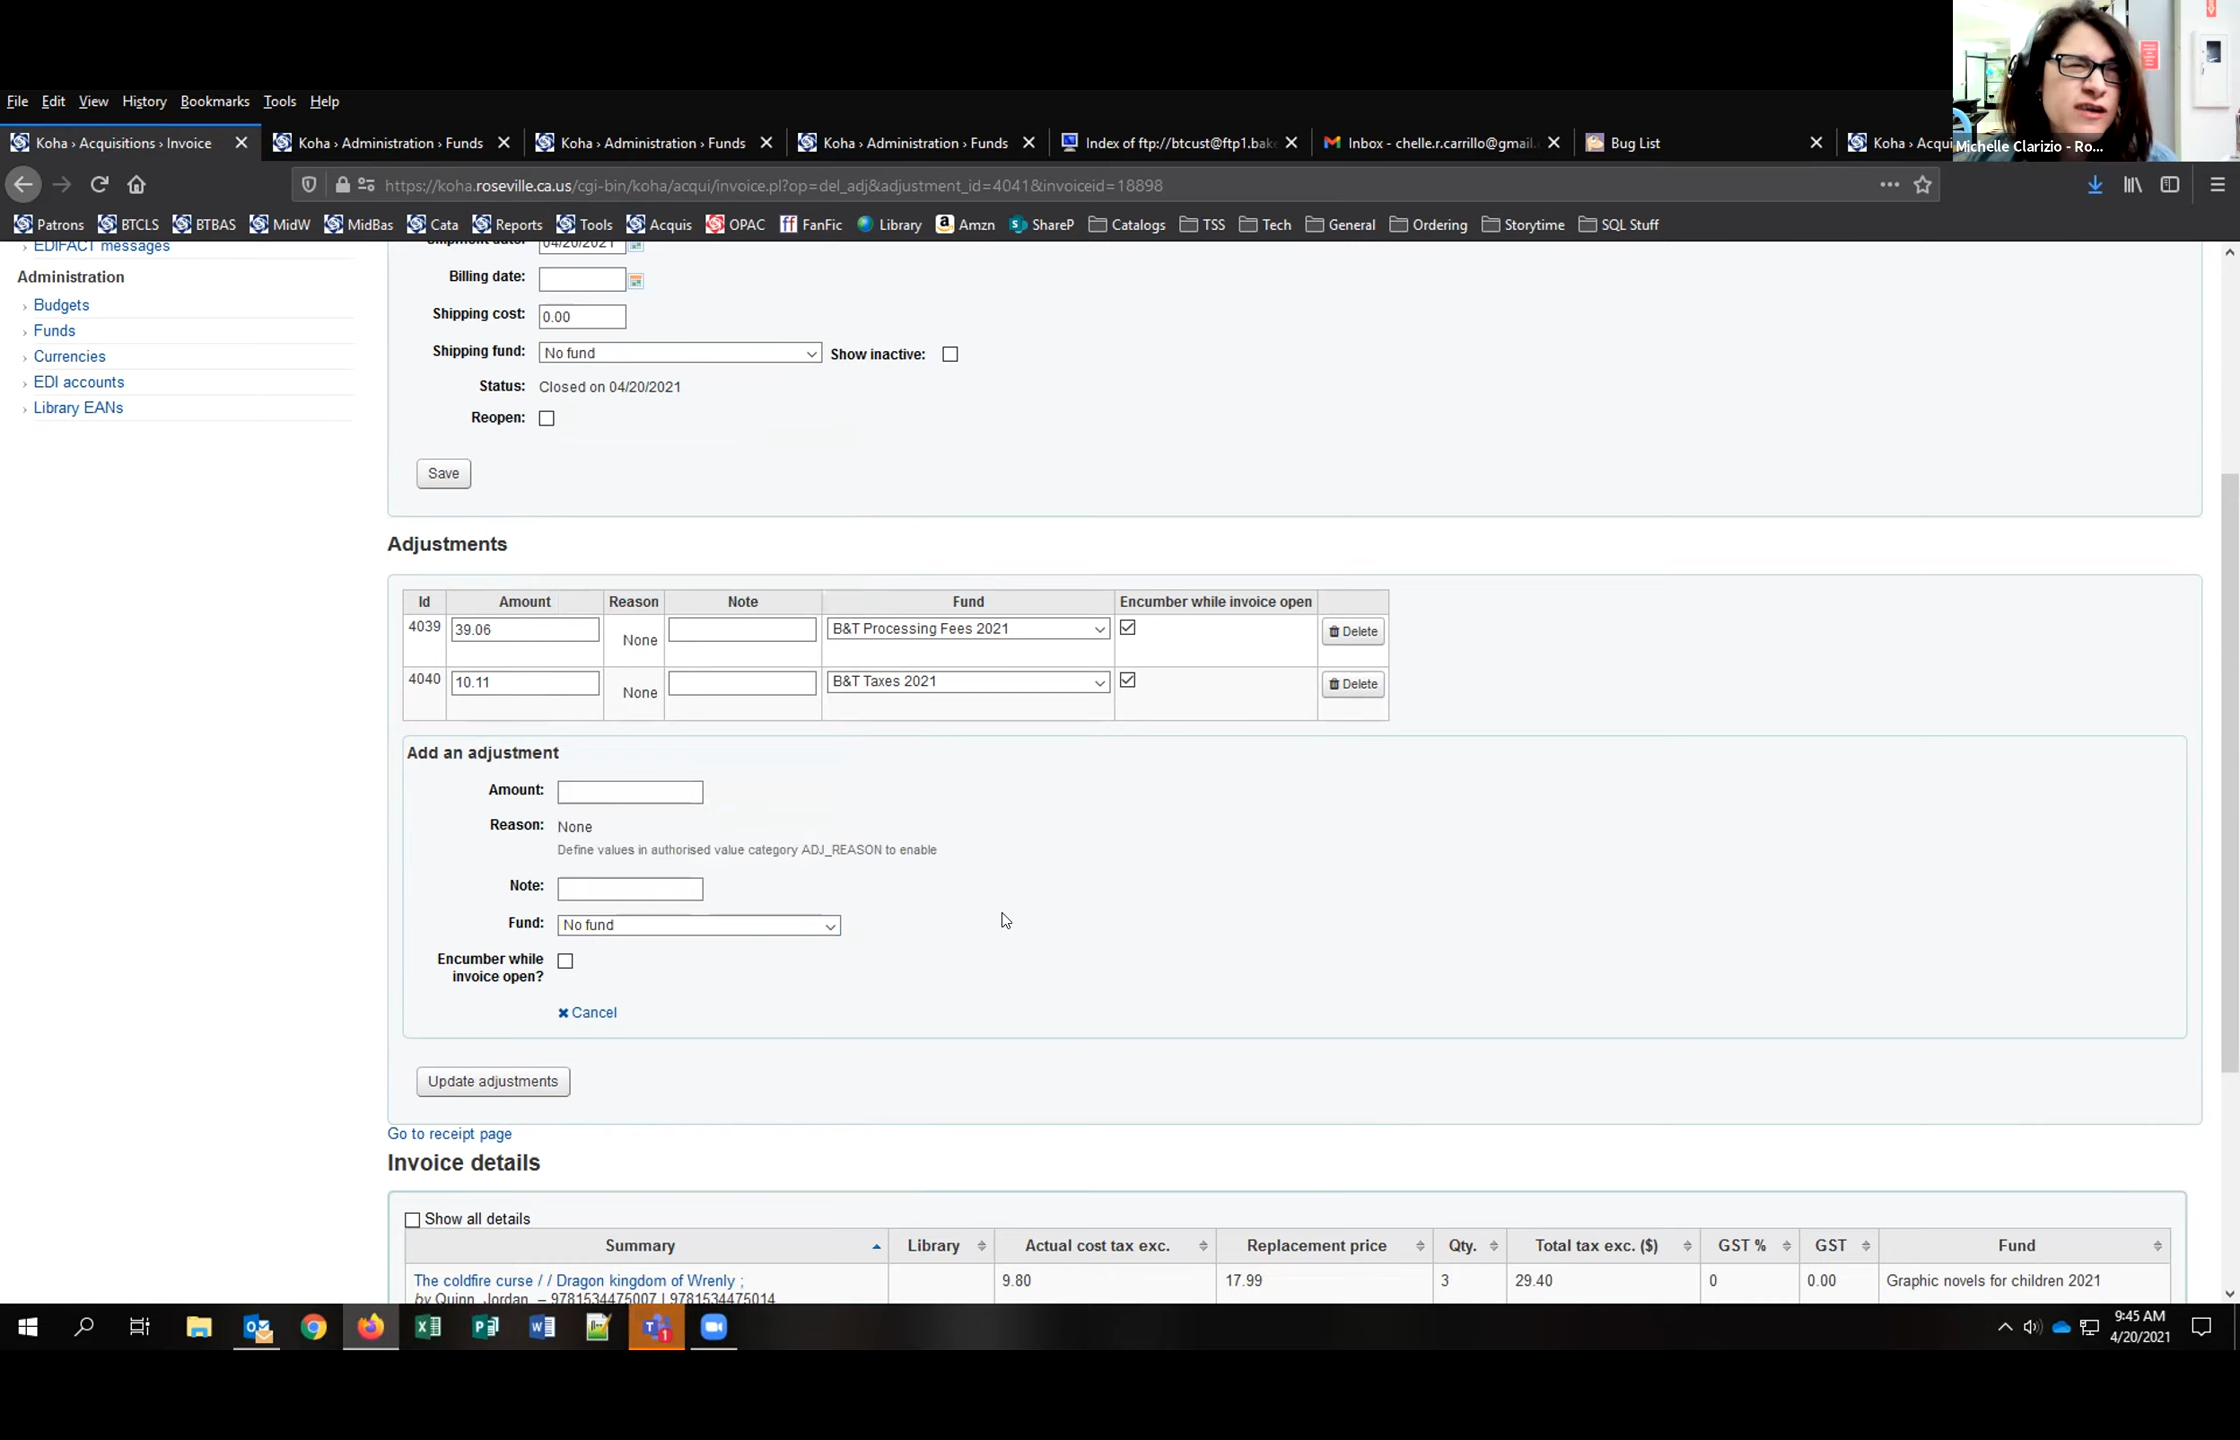 Michelle Clarizio - Ro...
File Edit View History Bookmarks Tools Help
Koha › Acquisitions › Invoice Koha › Administration › Funds Koha › Administration › Funds Koha › Administration › Funds Index of ftp://btcust@ftp1.bake Inbox - chelle.r.carrillo@gmail. Bug List Koha › Acqui
https://koha.roseville.ca.us/cgi-bin/koha/acqui/invoice.pl?op=del_adj&adjustment_id=4041&invoiceid=18898
Patrons BTCLS BTBAS MidW MidBas Cata Reports Tools Acquis OPAC FanFic Library Amzn ShareP Catalogs TSS Tech General Ordering Storytime SQL Stuff
EDIFACT messages
Administration
Budgets
Funds
Currencies
EDI accounts
Library EANs
Shipment date: 04/20/2021
Billing date:
Shipping cost: 0.00
Shipping fund: No fund Show inactive:
Status: Closed on 04/20/2021
Reopen:
Save
Adjustments
Id Amount Reason Note Fund Encumber while invoice open
4039 39.06 None B&T Processing Fees 2021 Delete
4040 10.11 None B&T Taxes 2021 Delete
Add an adjustment
Amount:
Reason: None
Define values in authorised value category ADJ_REASON to enable
Note:
Fund: No fund
Encumber while
invoice open?
Cancel
Update adjustments
Go to receipt page
Invoice details
Show all details
Summary Library Actual cost tax exc. Replacement price Qty. Total tax exc. ($) GST % GST Fund
The coldfire curse / / Dragon kingdom of Wrenly ; 9.80 17.99 3 29.40 0 0.00 Graphic novels for children 2021
by Quinn, Jordan. – 9781534475007 | 9781534475014
9:45 AM
4/20/2021